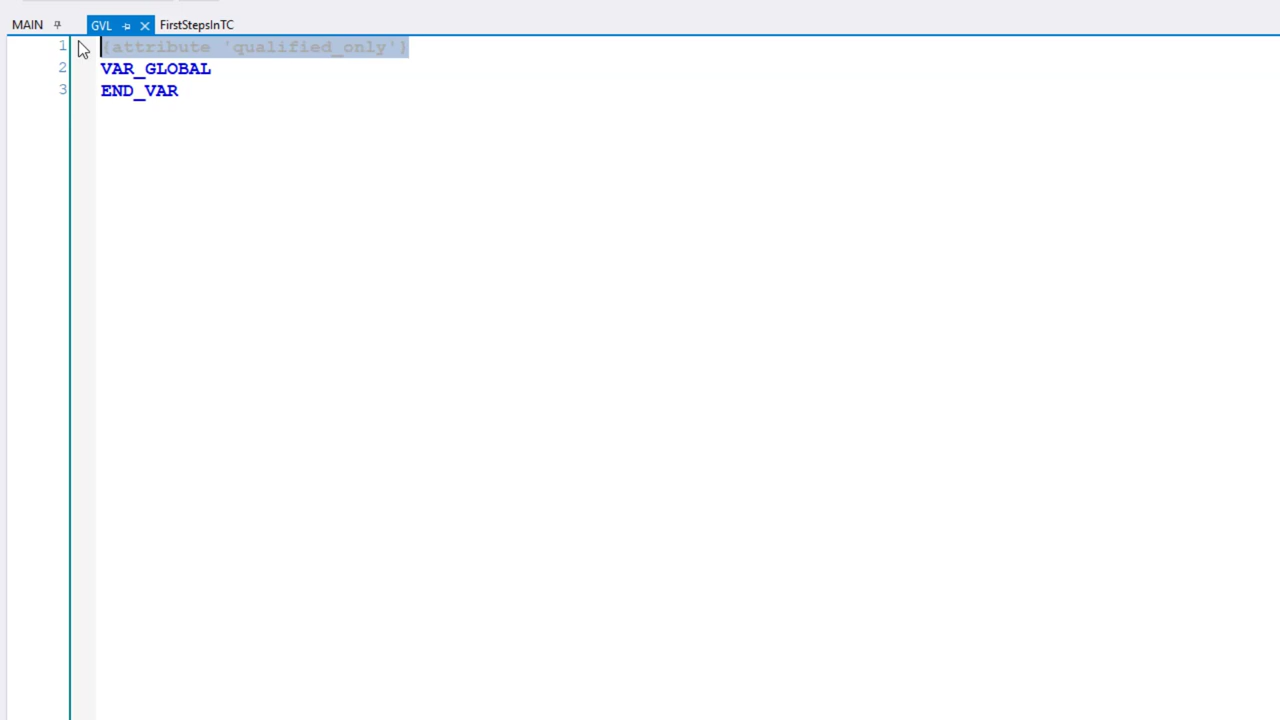 MAIN GVL FirstStepsInTC
1 {attribute 'qualified_only'}
2 VAR_GLOBAL
3 END_VAR